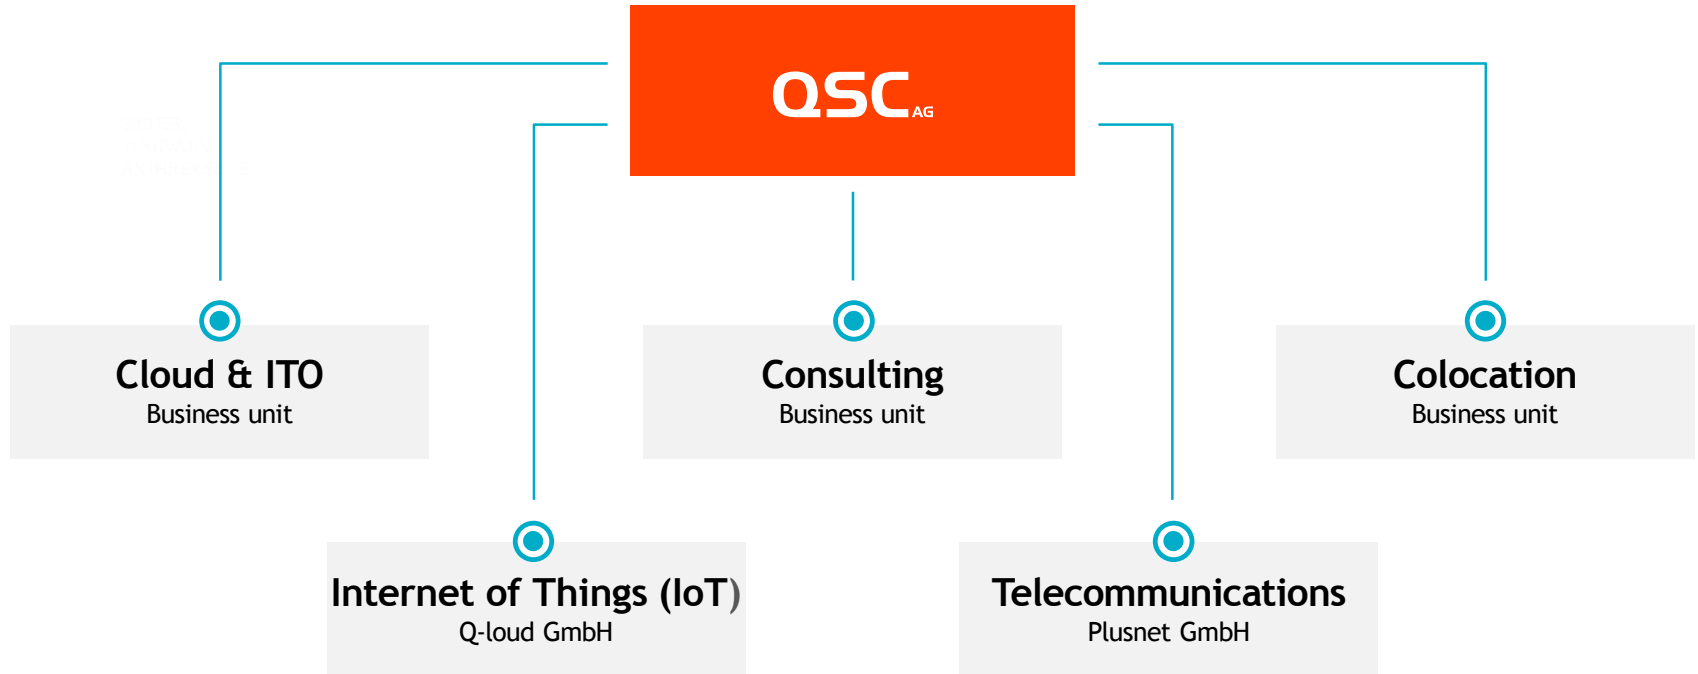 QSC AG
Cloud & ITO
Business unit
Consulting
Business unit
Colocation
Business unit
Internet of Things (IoT)
Q-loud GmbH
Telecommunications
Plusnet GmbH